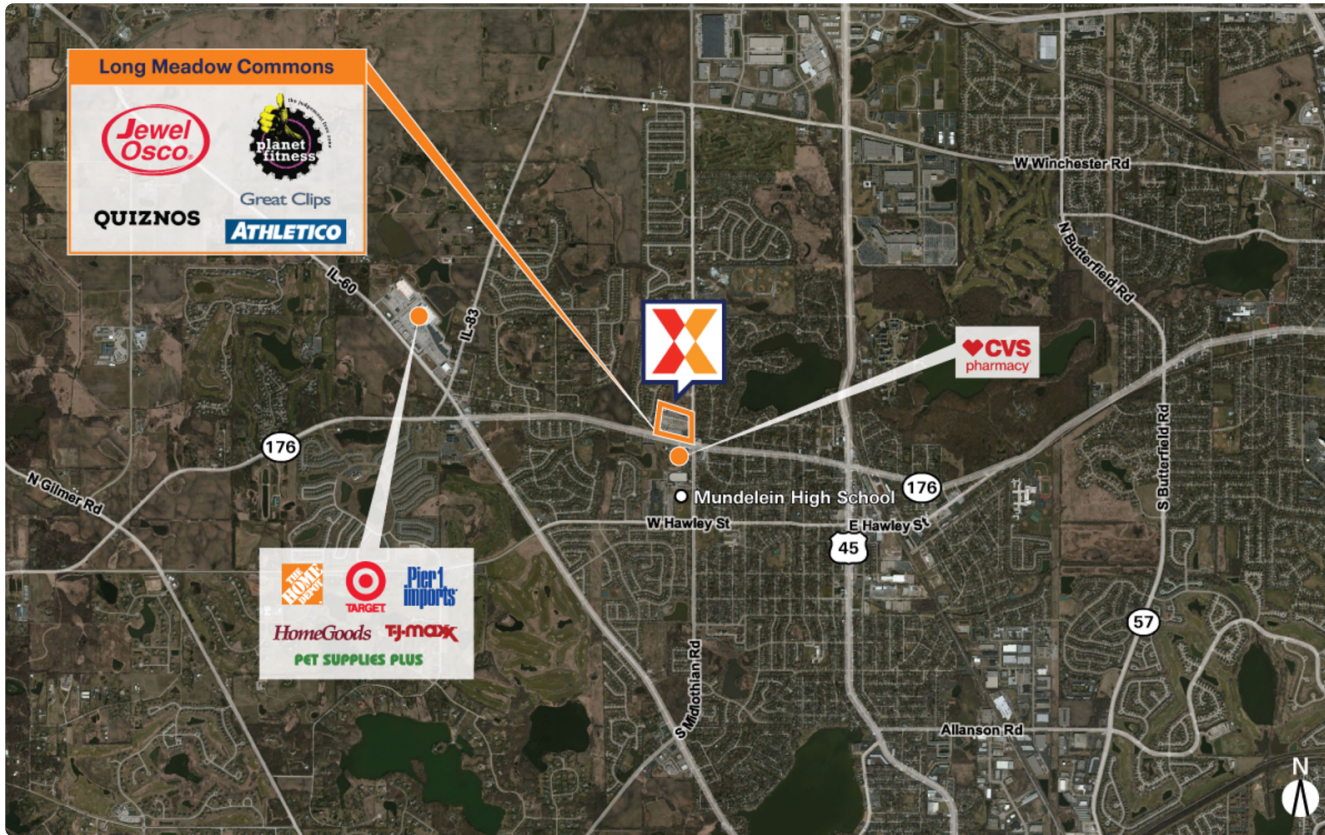 Long Meadow Commons
Jewel
Osco®
the judgement free zone
planet
fitness
Great Clips
QUIZNOS
ATHLETICO
IL-60
IL-83
W Winchester Rd
N Butterfield Rd
CVS
pharmacy
176
N Gilmer Rd
176
Mundelein High School
W Hawley St
E Hawley St
45
S Butterfield Rd
THE
HOME
DEPOT
TARGET
Pier 1
imports
HomeGoods
T·J·maxx
PET SUPPLIES PLUS
57
S Midlothian Rd
Allanson Rd
N